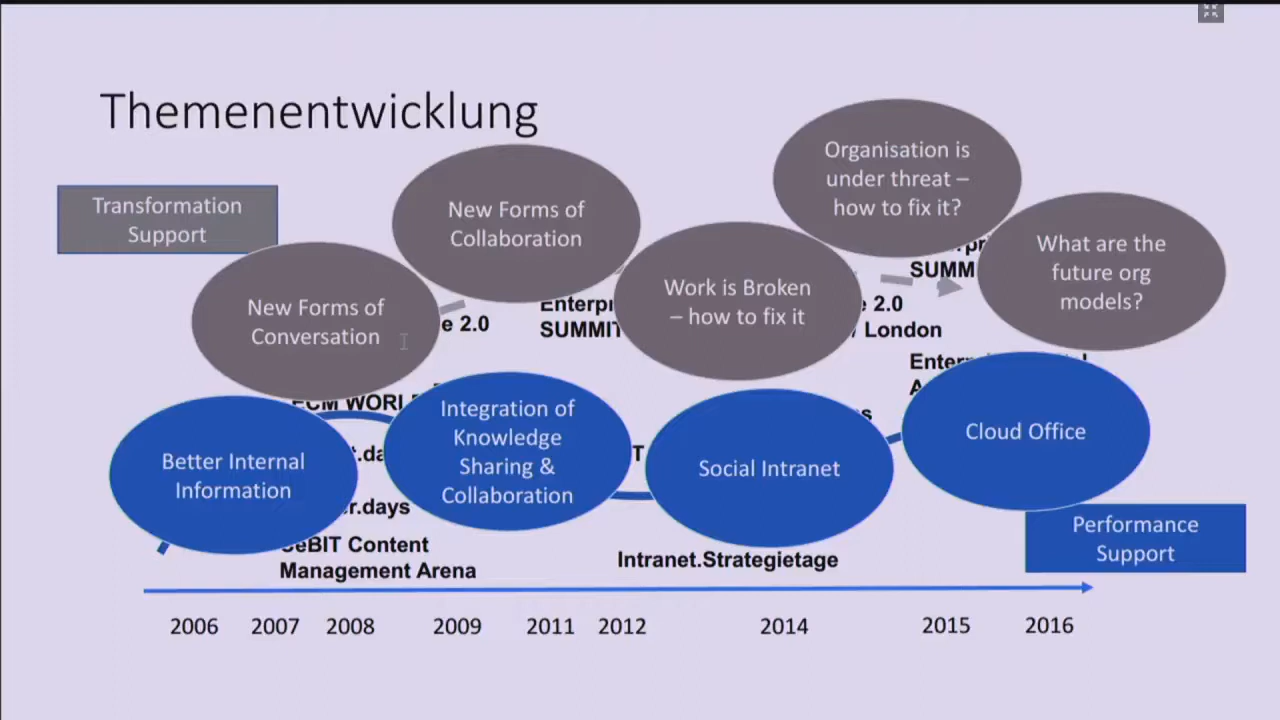 Themenentwicklung
Transformation
Support
New Forms of
Conversation
New Forms of
Collaboration
Work is Broken
– how to fix it
Organisation is
under threat –
how to fix it?
What are the
future org
models?
2.0
SUMMIT
2.0
London
Better Internal
Information
Integration of
Knowledge
Sharing &
Collaboration
Social Intranet
Cloud Office
Performance
Support
CeBIT Content
Management Arena
Intranet.Strategietage
2006 2007 2008 2009 2011 2012 2014 2015 2016